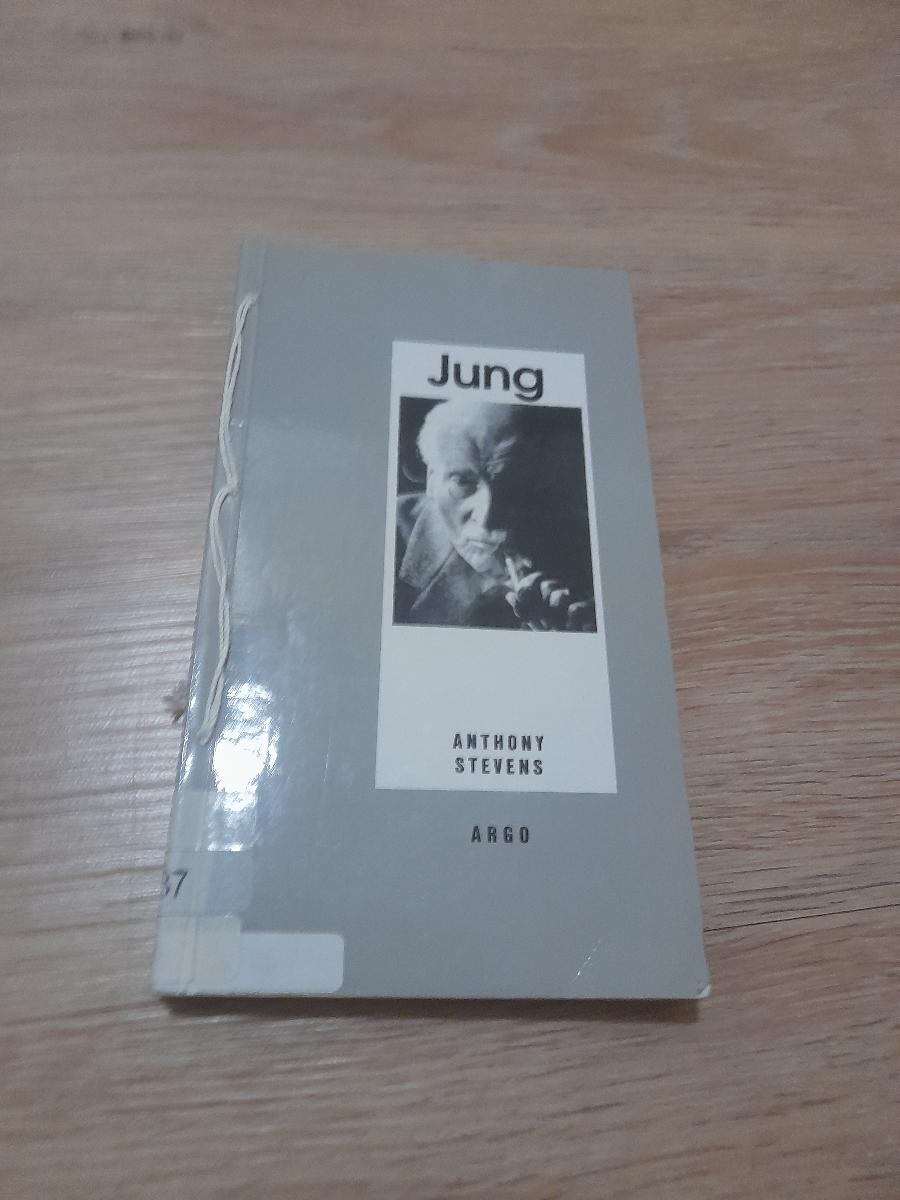 Jung
ANTHONY
STEVENS
ARGO
37